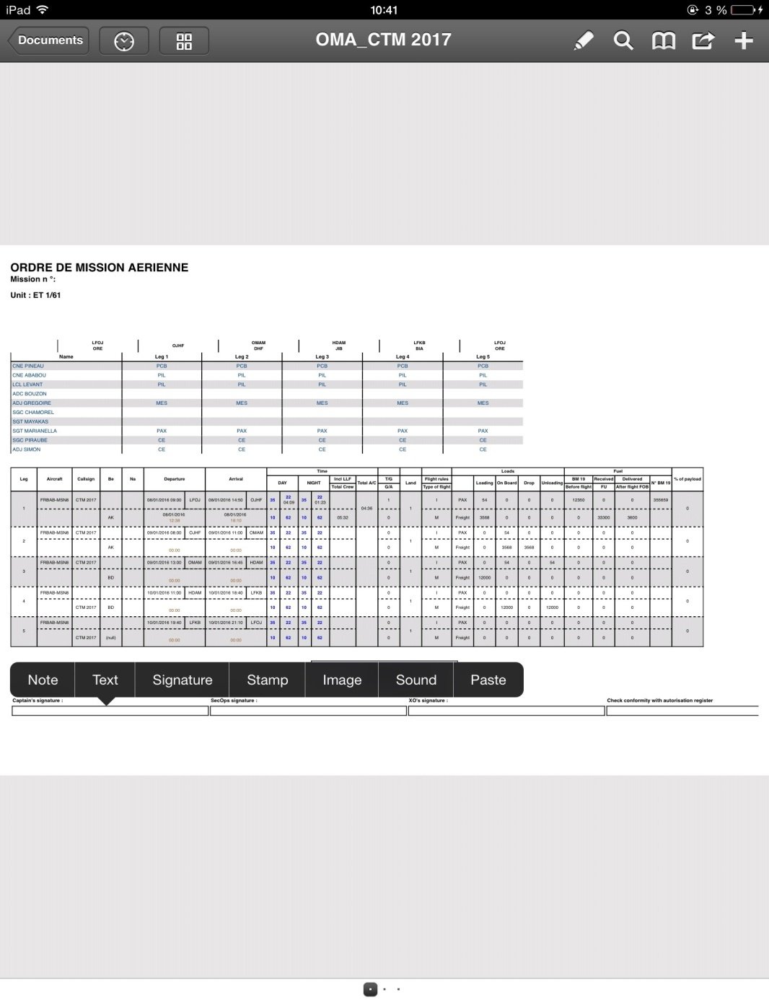 iPad 10:41 3 %
Documents OMA_CTM 2017
ORDRE DE MISSION AERIENNE
Mission n °:
Unit : ET 1/61
LFOJ OJHF OMAM HDAM LFKB LFOJ
ORE DHF JIB BIA ORE
Name Leg 1 Leg 2 Leg 3 Leg 4 Leg 5
CNE PINEAU PCB PCB PCB PCB PCB
CNE ABABOU PIL PIL PIL PIL PIL
LCL LEVANT PIL PIL PIL PIL PIL
ADC BOUZON
ADJ GREGOIRE MES MES MES MES MES
SGC CHAMOREL
SGT MAYAKAS
SGT MARIANELLA PAX PAX PAX PAX PAX
SGC PIRAUBE CE CE CE CE CE
ADJ SIMON CE CE CE CE CE
Time Loads Fuel
Leg Aircraft Callsign Be Na Departure Arrival DAY NIGHT Incl LLF Total A/C T/G Land Flight rules Loading On Board Drop Unloading BM 19 Received Delivered N° BM 19 % of payload
Total Crew G/A Type of flight Before flight FU After flight FOB
1 FRBAB-MSN8 CTM 2017 08/01/2016 09:00 LFOJ 08/01/2016 14:50 OJHF 35 22 04:09 35 22 01:23 04:36 1 1 I PAX 54 0 0 0 12350 0 0 355659 0
AK 08/01/2016 12:38 08/01/2016 18:10 10 62 10 62 05:32 0 M Freight 3568 0 0 0 0 33300 3600
2 FRBAB-MSN8 CTM 2017 09/01/2016 08:00 OJHF 09/01/2016 11:00 OMAM 35 22 35 22 0 1 I PAX 0 54 0 0 0 0 0 0
AK 00:00 00:00 10 62 10 62 0 M Freight 0 3568 3568 0 0 0 0
3 FRBAB-MSN8 CTM 2017 09/01/2016 13:00 OMAM 09/01/2016 16:45 HDAM 35 22 35 22 0 1 I PAX 0 54 0 54 0 0 0 0
BD 00:00 00:00 10 62 10 62 0 M Freight 12000 0 0 0 0 0 0
4 FRBAB-MSN8 10/01/2016 11:00 HDAM 10/01/2016 18:40 LFKB 35 22 35 22 0 1 I PAX 0 0 0 0 0 0 0 0
CTM 2017 BD 00:00 00:00 10 62 10 62 0 M Freight 0 12000 0 12000 0 0 0
5 FRBAB-MSN8 10/01/2016 19:40 LFKB 10/01/2016 21:10 LFOJ 35 22 35 22 0 1 I PAX 0 0 0 0 0 0 0 0
CTM 2017 (null) 00:00 00:00 10 62 10 62 0 M Freight 0 0 0 0 0 0 0
Note Text Signature Stamp Image Sound Paste
Captain's signature : SecOps signature : XO's signature : Check conformity with autorisation register